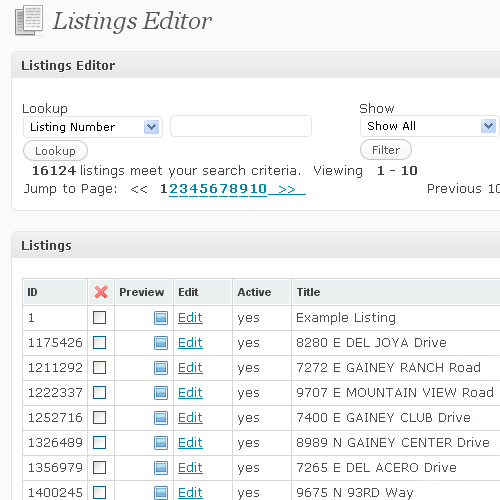 Listings Editor
Listings Editor
Lookup Show
Listing Number Show All
Lookup Filter
16124 listings meet your search criteria. Viewing 1 - 10
Jump to Page: << 12345678910 >> Previous 10
Listings
ID Preview Edit Active Title
1 Edit yes Example Listing
1175426 Edit yes 8280 E DEL JOYA Drive
1211292 Edit yes 7272 E GAINEY RANCH Road
1222337 Edit yes 9707 E MOUNTAIN VIEW Road
1252716 Edit yes 7400 E GAINEY CLUB Drive
1326489 Edit yes 8989 N GAINEY CENTER Drive
1356979 Edit yes 7265 E DEL ACERO Drive
1400245 Edit yes 9675 N 93RD Way